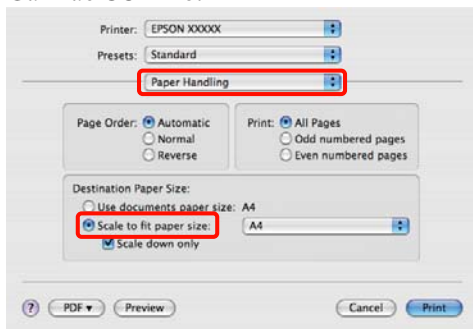 Printer: EPSON XXXXX
Presets: Standard
Paper Handling
Page Order: Automatic Print: All Pages
Normal Odd numbered pages
Reverse Even numbered pages
Destination Paper Size:
Use documents paper size: A4
Scale to fit paper size: A4
Scale down only
? PDF ▾ Preview Cancel Print